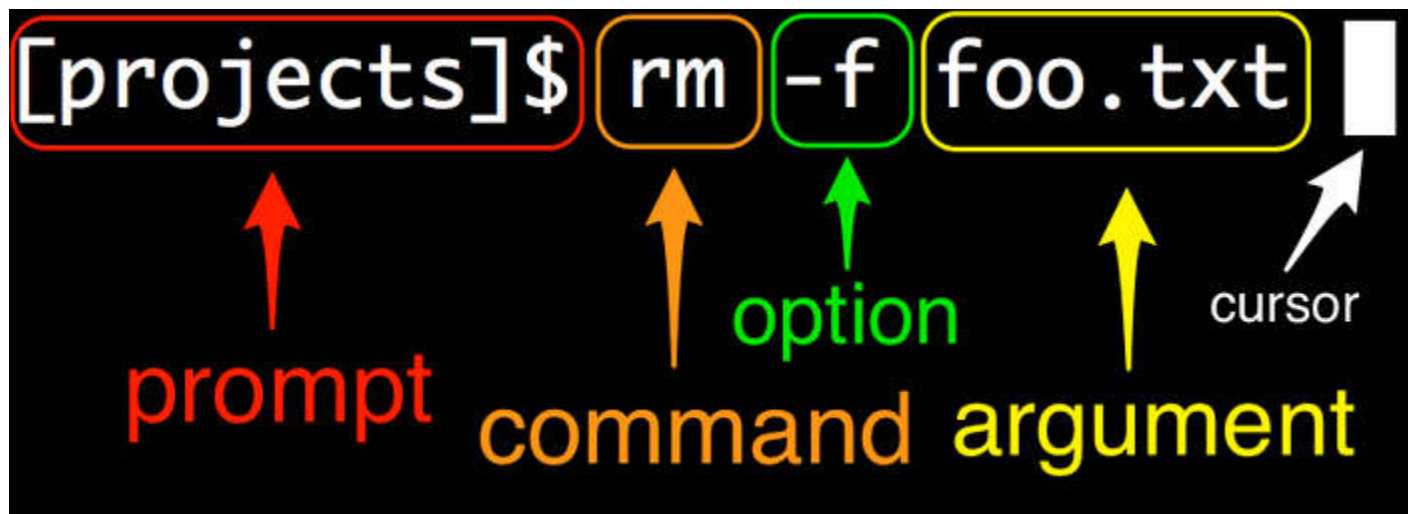 [projects]$ rm -f foo.txt
option
cursor
prompt
command
argument